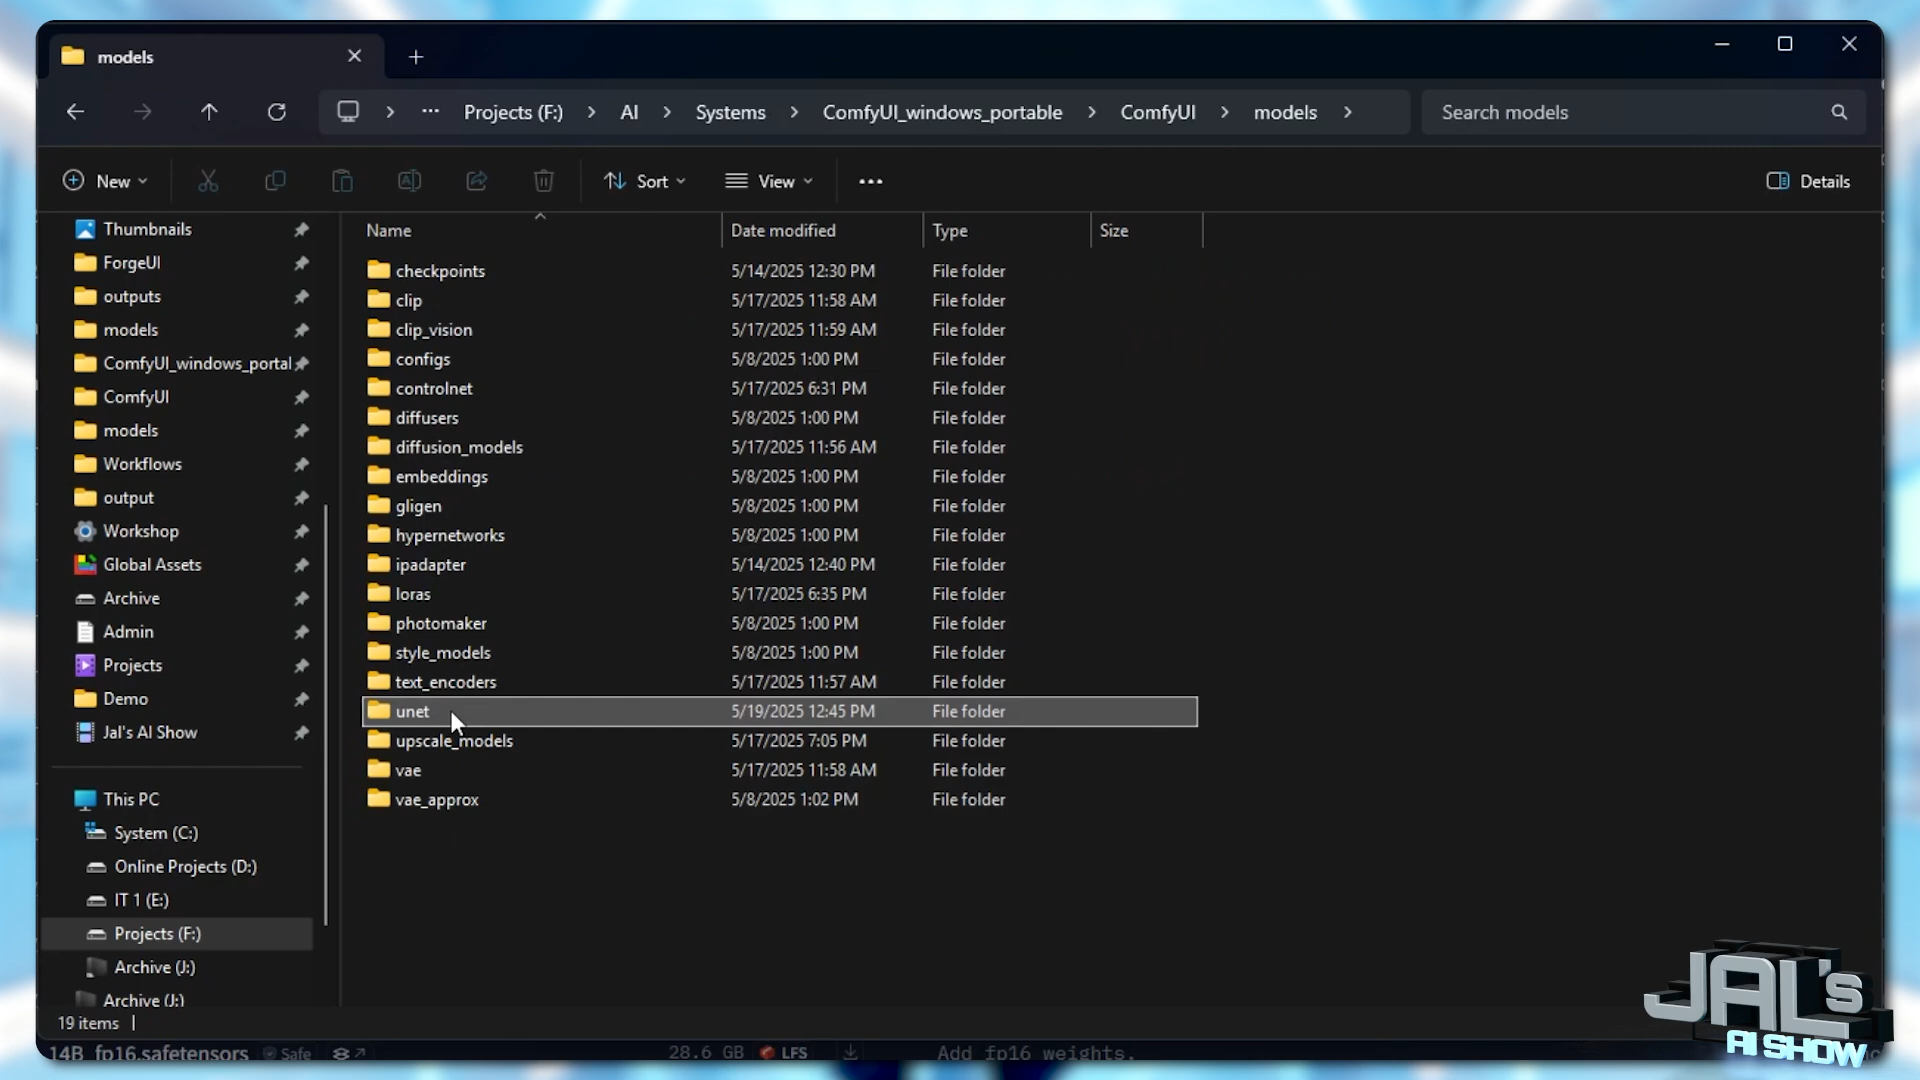 models
Projects (F:) > AI > Systems > ComfyUI_windows_portable > ComfyUI > models >
Search models
New
Sort
View
Details
Thumbnails
ForgeUI
outputs
models
ComfyUI_windows_portal
ComfyUI
models
Workflows
output
Workshop
Global Assets
Archive
Admin
Projects
Demo
Jal's AI Show
This PC
System (C:)
Online Projects (D:)
IT 1 (E:)
Projects (F:)
Archive (J:)
Archive (J:)
Name Date modified Type Size
checkpoints 5/14/2025 12:30 PM File folder
clip 5/17/2025 11:58 AM File folder
clip_vision 5/17/2025 11:59 AM File folder
configs 5/8/2025 1:00 PM File folder
controlnet 5/17/2025 6:31 PM File folder
diffusers 5/8/2025 1:00 PM File folder
diffusion_models 5/17/2025 11:56 AM File folder
embeddings 5/8/2025 1:00 PM File folder
gligen 5/8/2025 1:00 PM File folder
hypernetworks 5/8/2025 1:00 PM File folder
ipadapter 5/14/2025 12:40 PM File folder
loras 5/17/2025 6:35 PM File folder
photomaker 5/8/2025 1:00 PM File folder
style_models 5/8/2025 1:00 PM File folder
text_encoders 5/17/2025 11:57 AM File folder
unet 5/19/2025 12:45 PM File folder
upscale_models 5/17/2025 7:05 PM File folder
vae 5/17/2025 11:58 AM File folder
vae_approx 5/8/2025 1:02 PM File folder
19 items
14B_fp16.safetensors Safe 28.6 GB LFS Add fp16 weights.
JAL's
AI SHOW